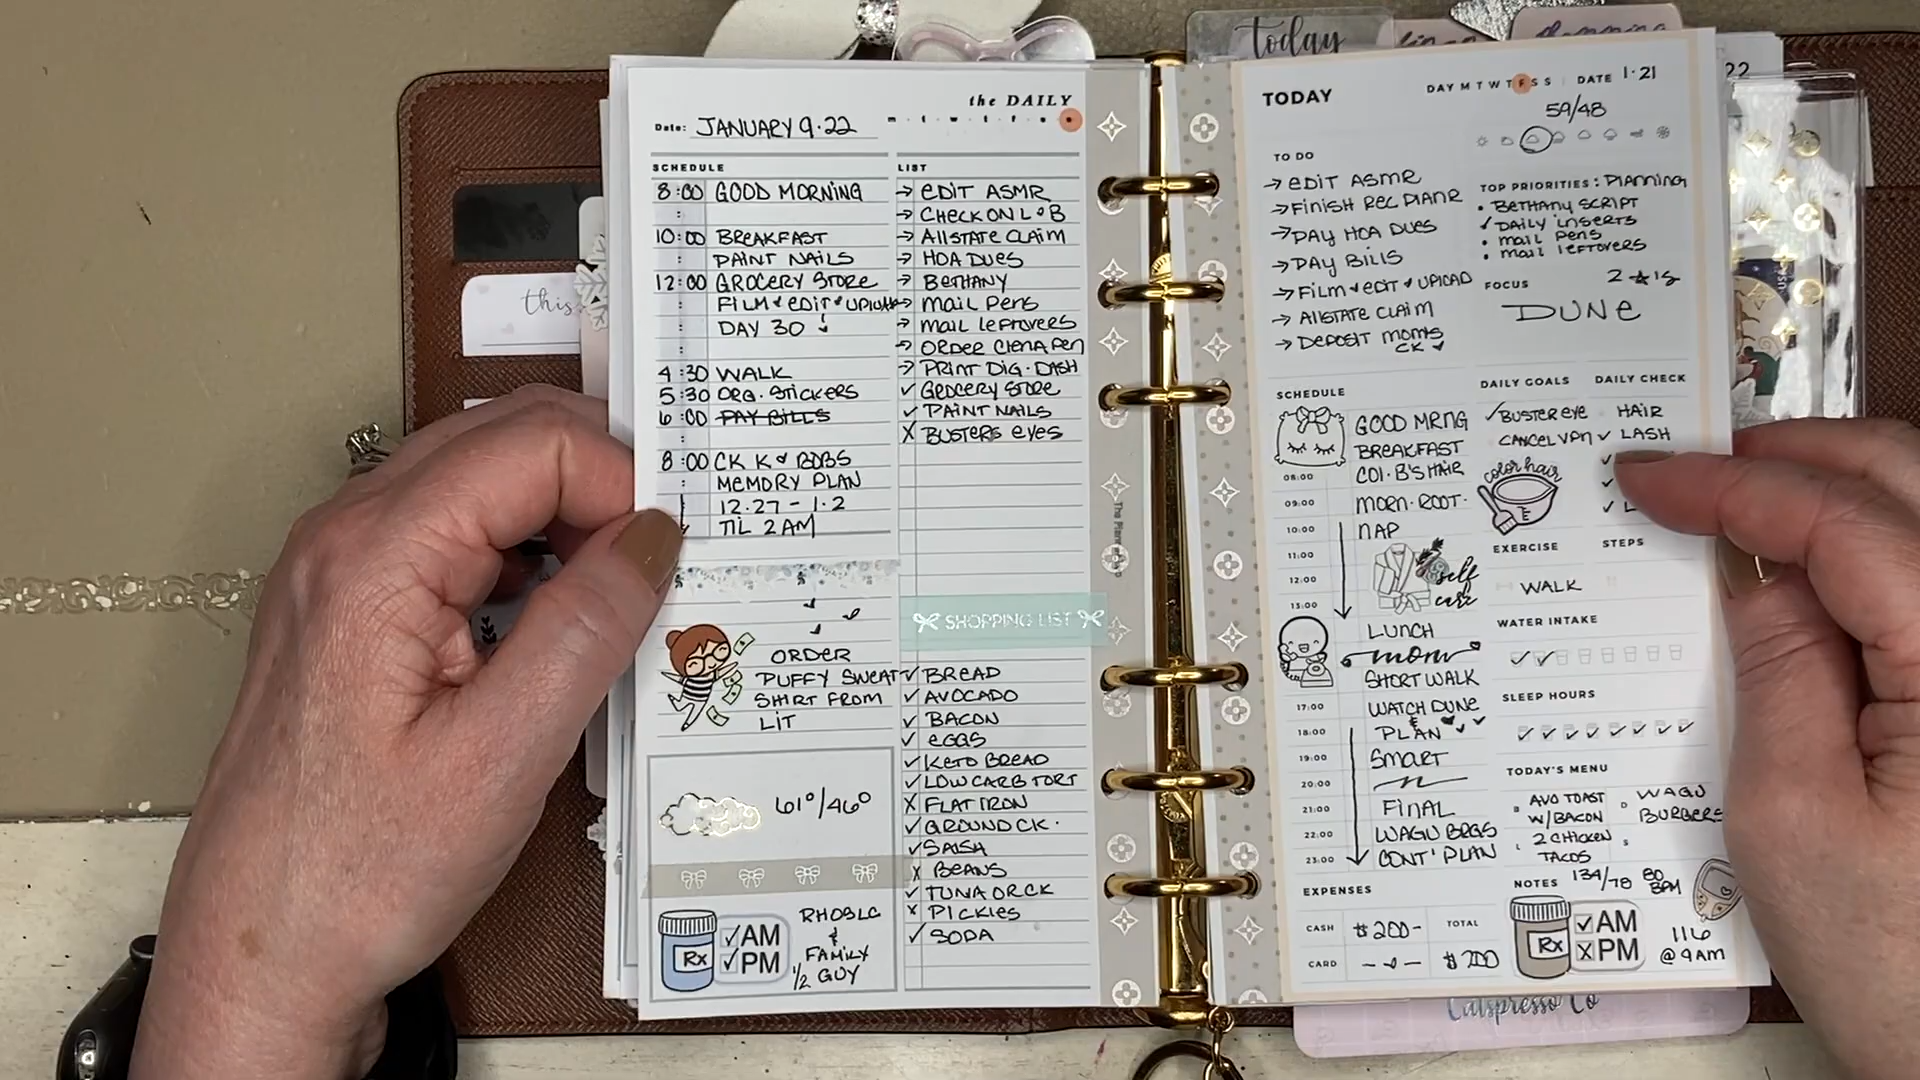 today
22
this
the DAILY
Date: JANUARY 9.22
m t w t f s
SCHEDULE
8:00 GOOD MORNING
10:00 BREAKFAST
PAINT NAILS
12:00 GROCERY STORE
FILM & EDIT & UPLOAD
DAY 30
4:30 WALK
5:30 ORG. STICKERS
6:00 PAY BILLS
8:00 CK K & BOBS
MEMORY PLAN
12.27 - 1.2
TIL 2AM
LIST
→ EDIT ASMR
→ CHECK ON L & B
→ ALLSTATE CLAIM
→ HOA DUES
→ BETHANY
→ MAIL PENS
→ MAIL LEFTOVERS
→ ORDER CIENA PEN
→ PRINT DIG. DASH
✓ GROCERY STORE
✓ PAINT NAILS
X BUSTERS EYES
ORDER
PUFFY SWEAT
SHIRT FROM
LIT
SHOPPING LIST
✓ BREAD
✓ AVOCADO
✓ BACON
✓ EGGS
✓ KETO BREAD
✓ LOW CARB TORT
X FLAT IRON
✓ GROUND CK.
✓ SALSA
X BEANS
✓ TUNA OR CK
X PICKLES
✓ SODA
61°/46°
Rx
✓ AM
✓ PM
RHOSLC
&
FAMILY
1/2 GUY
TODAY
DAY M T W T F S S
DATE 1.21
59/48
TO DO
→ EDIT ASMR
→ FINISH REC PLANR
→ PAY HOA DUES
→ PAY BILLS
→ FILM & EDIT & UPLOAD
→ ALLSTATE CLAIM
→ DEPOSIT MOMS
CK
TOP PRIORITIES: PLANNING
• BETHANY SCRIPT
✓ DAILY INSERTS
• MAIL PENS
• MAIL LEFTOVERS
FOCUS
DUNE
SCHEDULE
GOOD MRNG
BREAKFAST
08:00 COL. B'S HAIR
09:00 MORN. ROOT.
10:00 NAP
11:00
12:00
13:00
self
care
LUNCH
mom
SHORT WALK
17:00 WATCH DUNE
18:00 & PLAN
19:00 SMART
20:00
21:00 FINAL
22:00 WAGU BRGS
23:00 CONT' PLAN
DAILY GOALS
✓ BUSTER EYE
CANCEL VPN
color hair
DAILY CHECK
HAIR
✓ LASH
EXERCISE
WALK
STEPS
WATER INTAKE
SLEEP HOURS
TODAY'S MENU
AVO TOAST
W/BACON
2 CHICKEN
TACOS
WAGU
BURGERS
EXPENSES
CASH $200-
TOTAL
CARD -0- $200
NOTES
134/78 80
BPM
Rx
✓ AM
X PM
116
@ 9AM
Catspresso Co